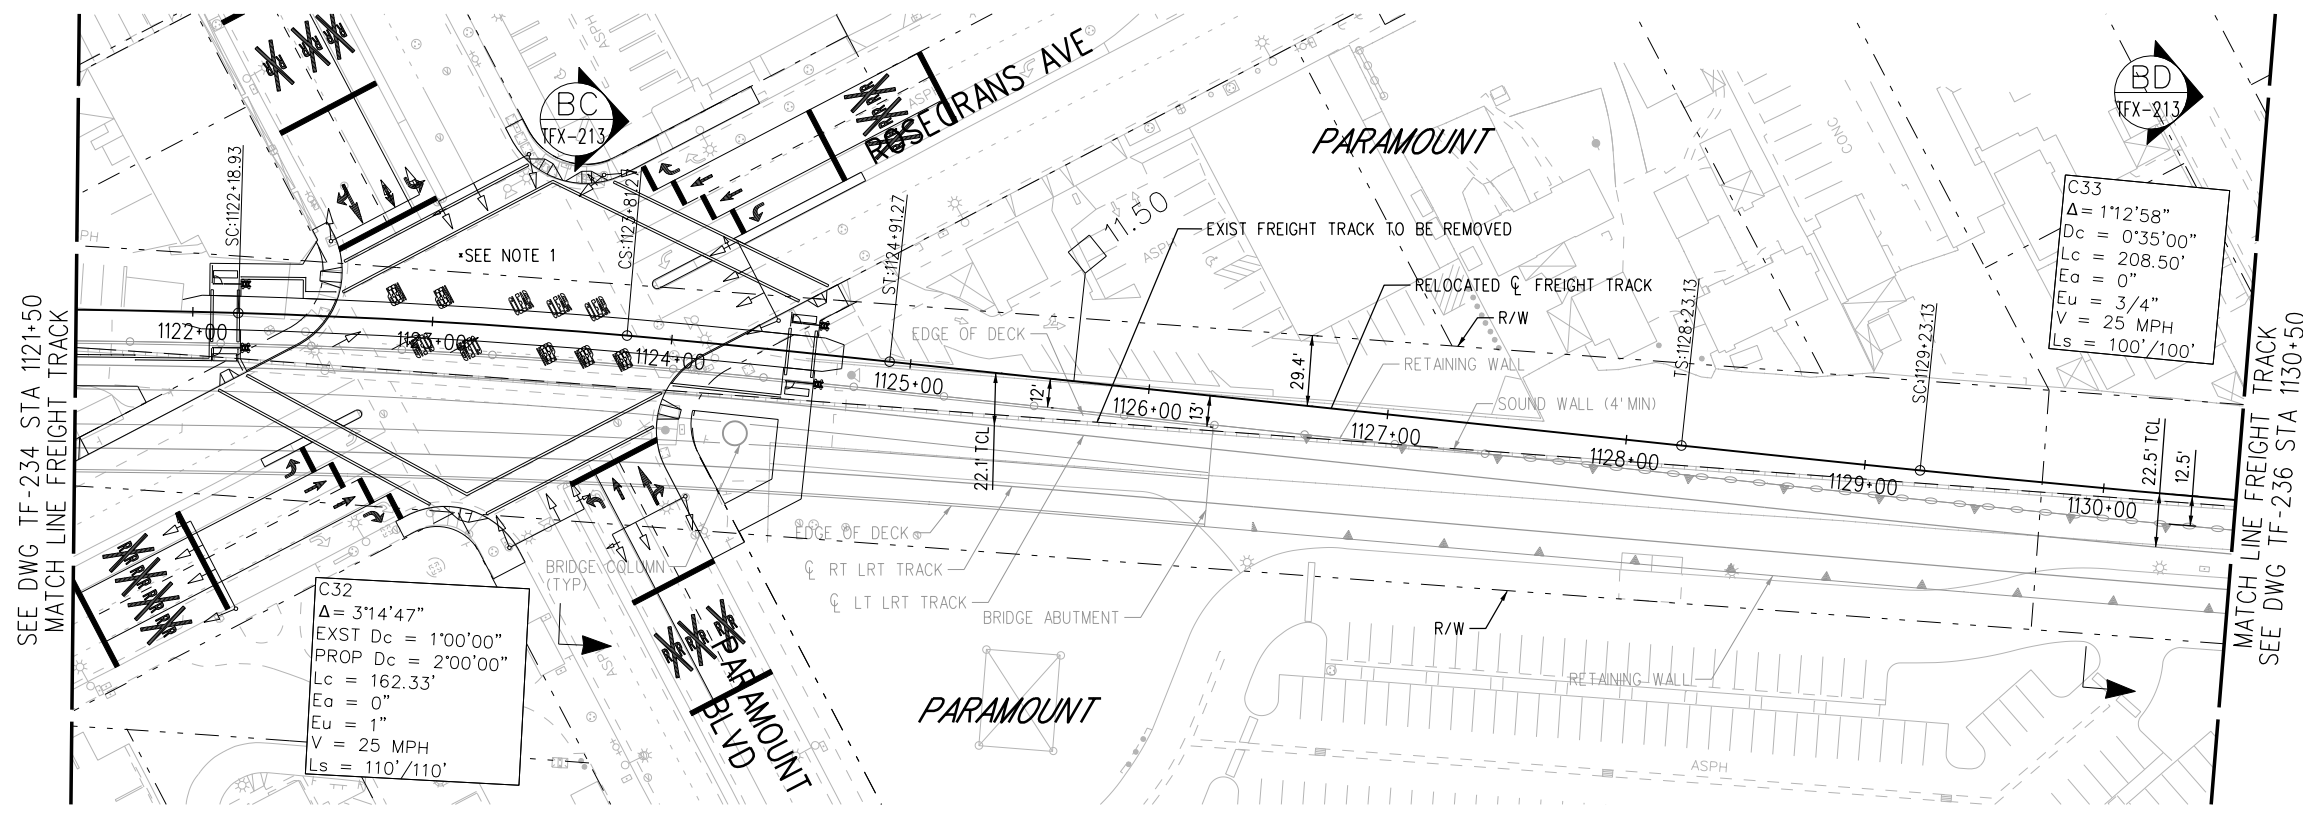 SEE DWG TF-234 STA 1121+50
MATCH LINE FREIGHT TRACK
BC
TFX-213
ROSECRANS AVE
PARAMOUNT
BD
TFX-213
SC:1122+18.93
ASPH
ASPH
CONC
C33
Δ= 1°12'58"
Dc = 0°35'00"
Lc = 208.50'
Ea = 0"
Eu = 3/4"
V = 25 MPH
Ls = 100'/100'
PH
*SEE NOTE 1
ST:1124+91.27
11.50
ASPH
EXIST FREIGHT TRACK TO BE REMOVED
RELOCATED ℄ FREIGHT TRACK
R/W
TS:1128+23.13
SC:1129+23.13
EDGE OF DECK
RETAINING WALL
29.4'
SOUND WALL (4' MIN)
1122+00
1124+00
1125+00
12'
1126+00
13'
1127+00
1128+00
1129+00
1130+00
22.1' TCL
22.5' TCL
12.5'
EDGE OF DECK
BRIDGE COLUMN
(TYP)
℄ RT LRT TRACK
℄ LT LRT TRACK
BRIDGE ABUTMENT
R/W
C32
Δ= 3°14'47"
EXST Dc = 1°00'00"
PROP Dc = 2°00'00"
Lc = 162.33'
Ea = 0"
Eu = 1"
V = 25 MPH
Ls = 110'/110'
ASPH
RETAINING WALL
PARAMOUNT
PARAMOUNT
BLVD
ASPH
MATCH LINE FREIGHT TRACK
SEE DWG TF-236 STA 1130+50